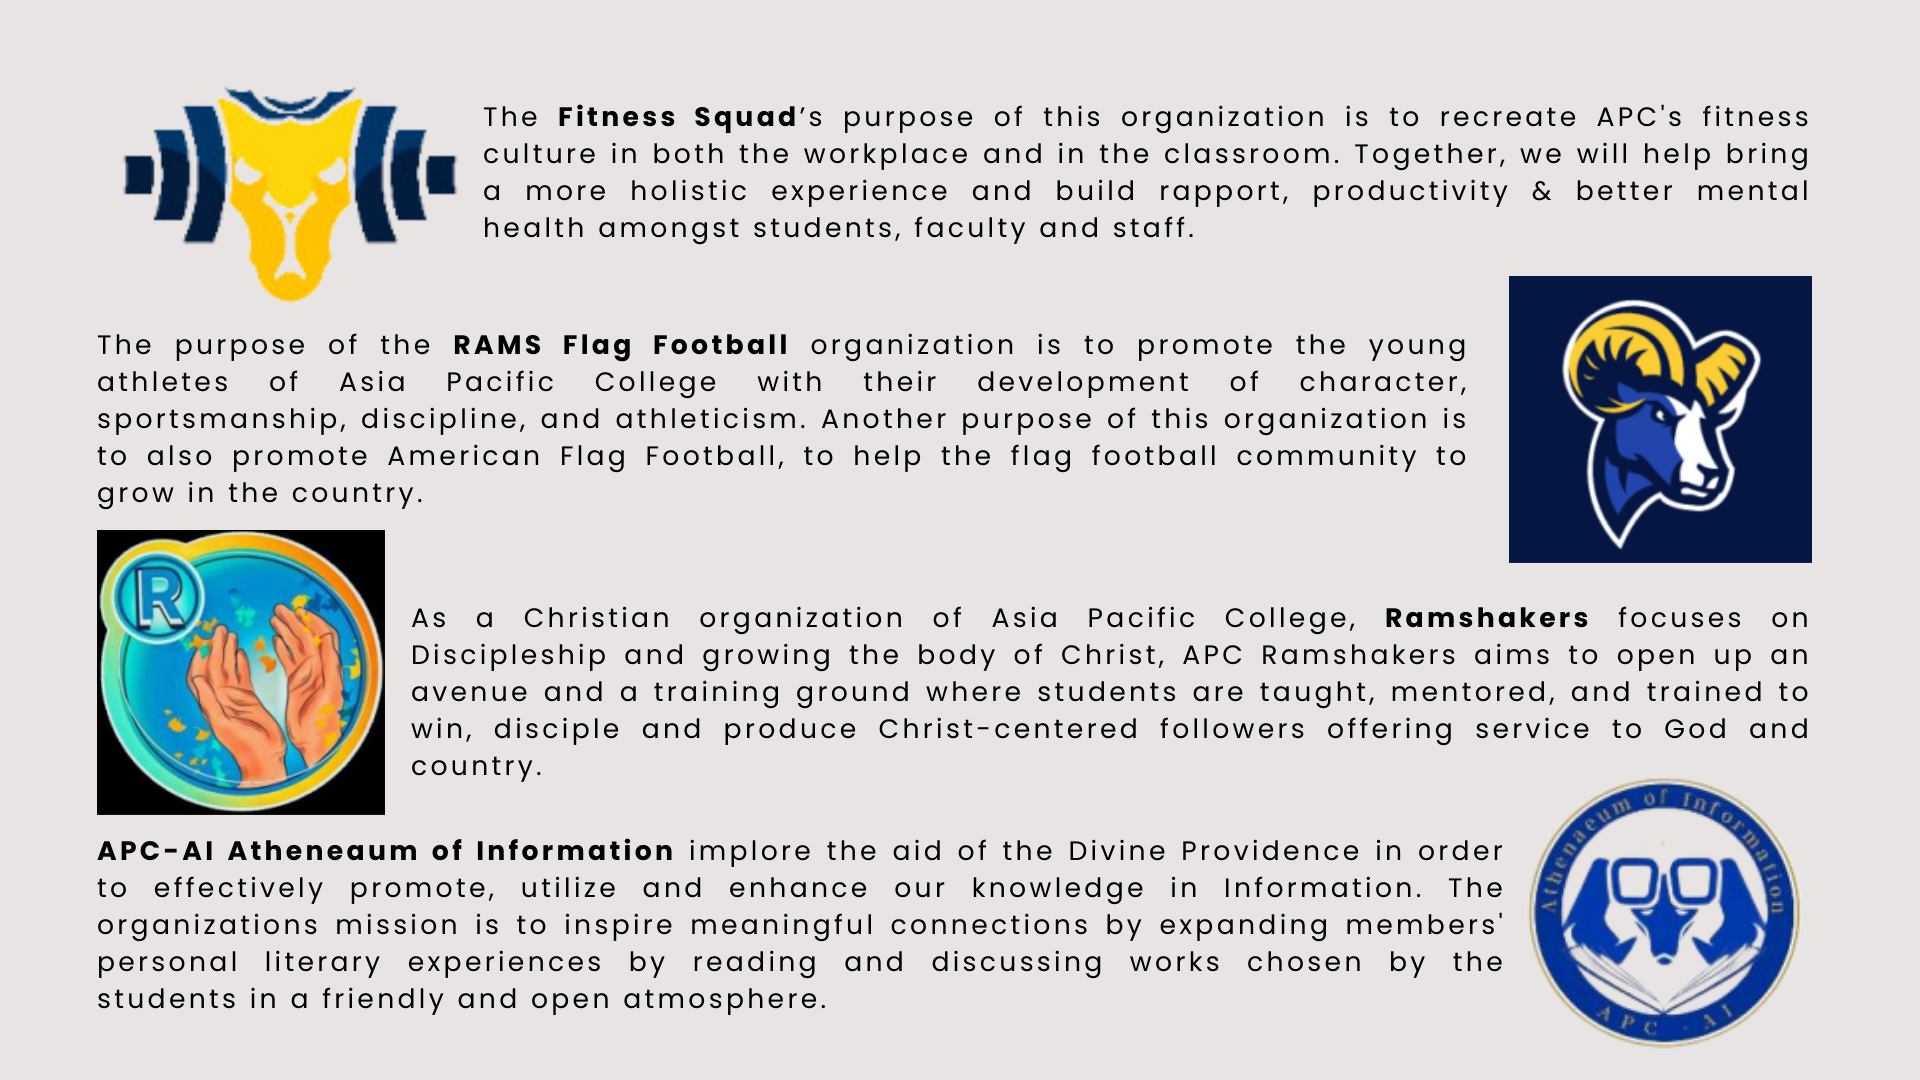 The Fitness Squad’s purpose of this organization is to recreate APC's fitness
culture in both the workplace and in the classroom. Together, we will help bring
a more holistic experience and build rapport, productivity & better mental
health amongst students, faculty and staff.
The purpose of the RAMS Flag Football organization is to promote the young
athletes of Asia Pacific College with their development of character,
sportsmanship, discipline, and athleticism. Another purpose of this organization is
to also promote American Flag Football, to help the flag football community to
grow in the country.
R
As a Christian organization of Asia Pacific College, Ramshakers focuses on
Discipleship and growing the body of Christ, APC Ramshakers aims to open up an
avenue and a training ground where students are taught, mentored, and trained to
win, disciple and produce Christ-centered followers offering service to God and
country.
APC-AI Atheneaum of Information implore the aid of the Divine Providence in order
to effectively promote, utilize and enhance our knowledge in Information. The
organizations mission is to inspire meaningful connections by expanding members'
personal literary experiences by reading and discussing works chosen by the
students in a friendly and open atmosphere.
Athenaeum of Information
APC - AI